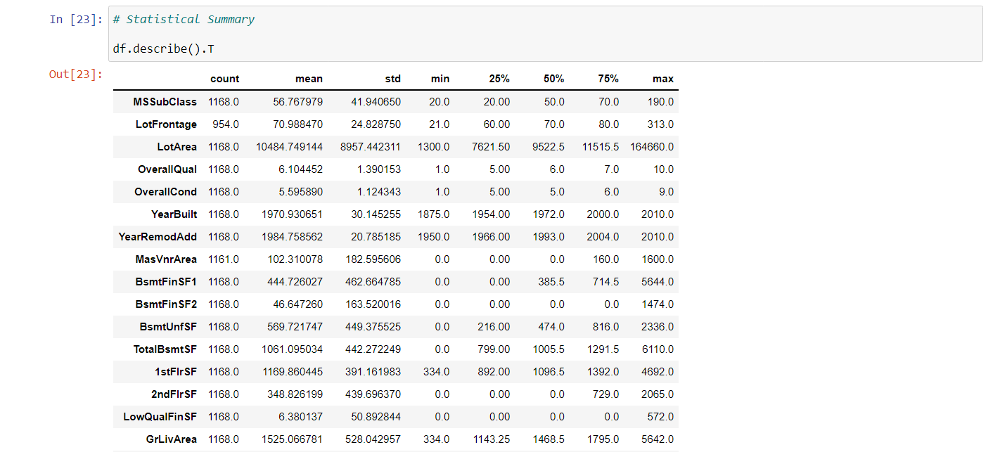 In [23]: # Statistical Summary
df.describe().T
Out[23]:
count mean std min 25% 50% 75% max
MSSubClass 1168.0 56.767979 41.940650 20.0 20.00 50.0 70.0 190.0
LotFrontage 954.0 70.988470 24.828750 21.0 60.00 70.0 80.0 313.0
LotArea 1168.0 10484.749144 8957.442311 1300.0 7621.50 9522.5 11515.5 164660.0
OverallQual 1168.0 6.104452 1.390153 1.0 5.00 6.0 7.0 10.0
OverallCond 1168.0 5.595890 1.124343 1.0 5.00 5.0 6.0 9.0
YearBuilt 1168.0 1970.930651 30.145255 1875.0 1954.00 1972.0 2000.0 2010.0
YearRemodAdd 1168.0 1984.758562 20.785185 1950.0 1966.00 1993.0 2004.0 2010.0
MasVnrArea 1161.0 102.310078 182.595606 0.0 0.00 0.0 160.0 1600.0
BsmtFinSF1 1168.0 444.726027 462.664785 0.0 0.00 385.5 714.5 5644.0
BsmtFinSF2 1168.0 46.647260 163.520016 0.0 0.00 0.0 0.0 1474.0
BsmtUnfSF 1168.0 569.721747 449.375525 0.0 216.00 474.0 816.0 2336.0
TotalBsmtSF 1168.0 1061.095034 442.272249 0.0 799.00 1005.5 1291.5 6110.0
1stFlrSF 1168.0 1169.860445 391.161983 334.0 892.00 1096.5 1392.0 4692.0
2ndFlrSF 1168.0 348.826199 439.696370 0.0 0.00 0.0 729.0 2065.0
LowQualFinSF 1168.0 6.380137 50.892844 0.0 0.00 0.0 0.0 572.0
GrLivArea 1168.0 1525.066781 528.042957 334.0 1143.25 1468.5 1795.0 5642.0